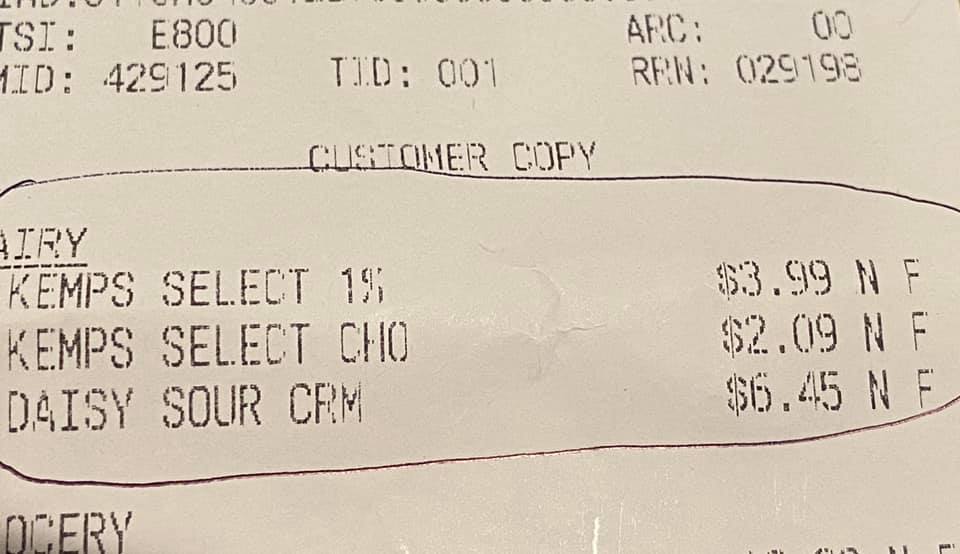 TSI: E800 ARC: 00
MID: 429125 TID: 001 RRN: 029198
CUSTOMER COPY
AIRY
KEMPS SELECT 1% $3.99 N F
KEMPS SELECT CHO $2.09 N F
DAISY SOUR CRM $6.45 N F
OCERY